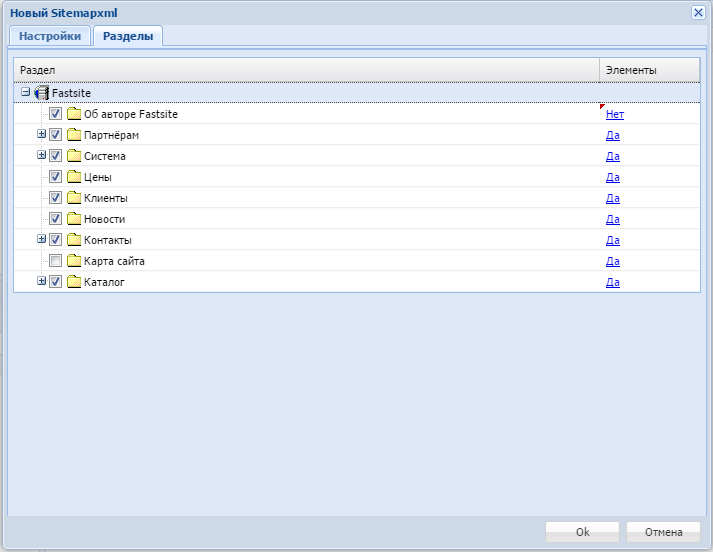 Новый Sitemapxml
Настройки Разделы
Раздел Элементы
Fastsite
Об авторе Fastsite Нет
Партнёрам Да
Система Да
Цены Да
Клиенты Да
Новости Да
Контакты Да
Карта сайта Да
Каталог Да
Ok Отмена